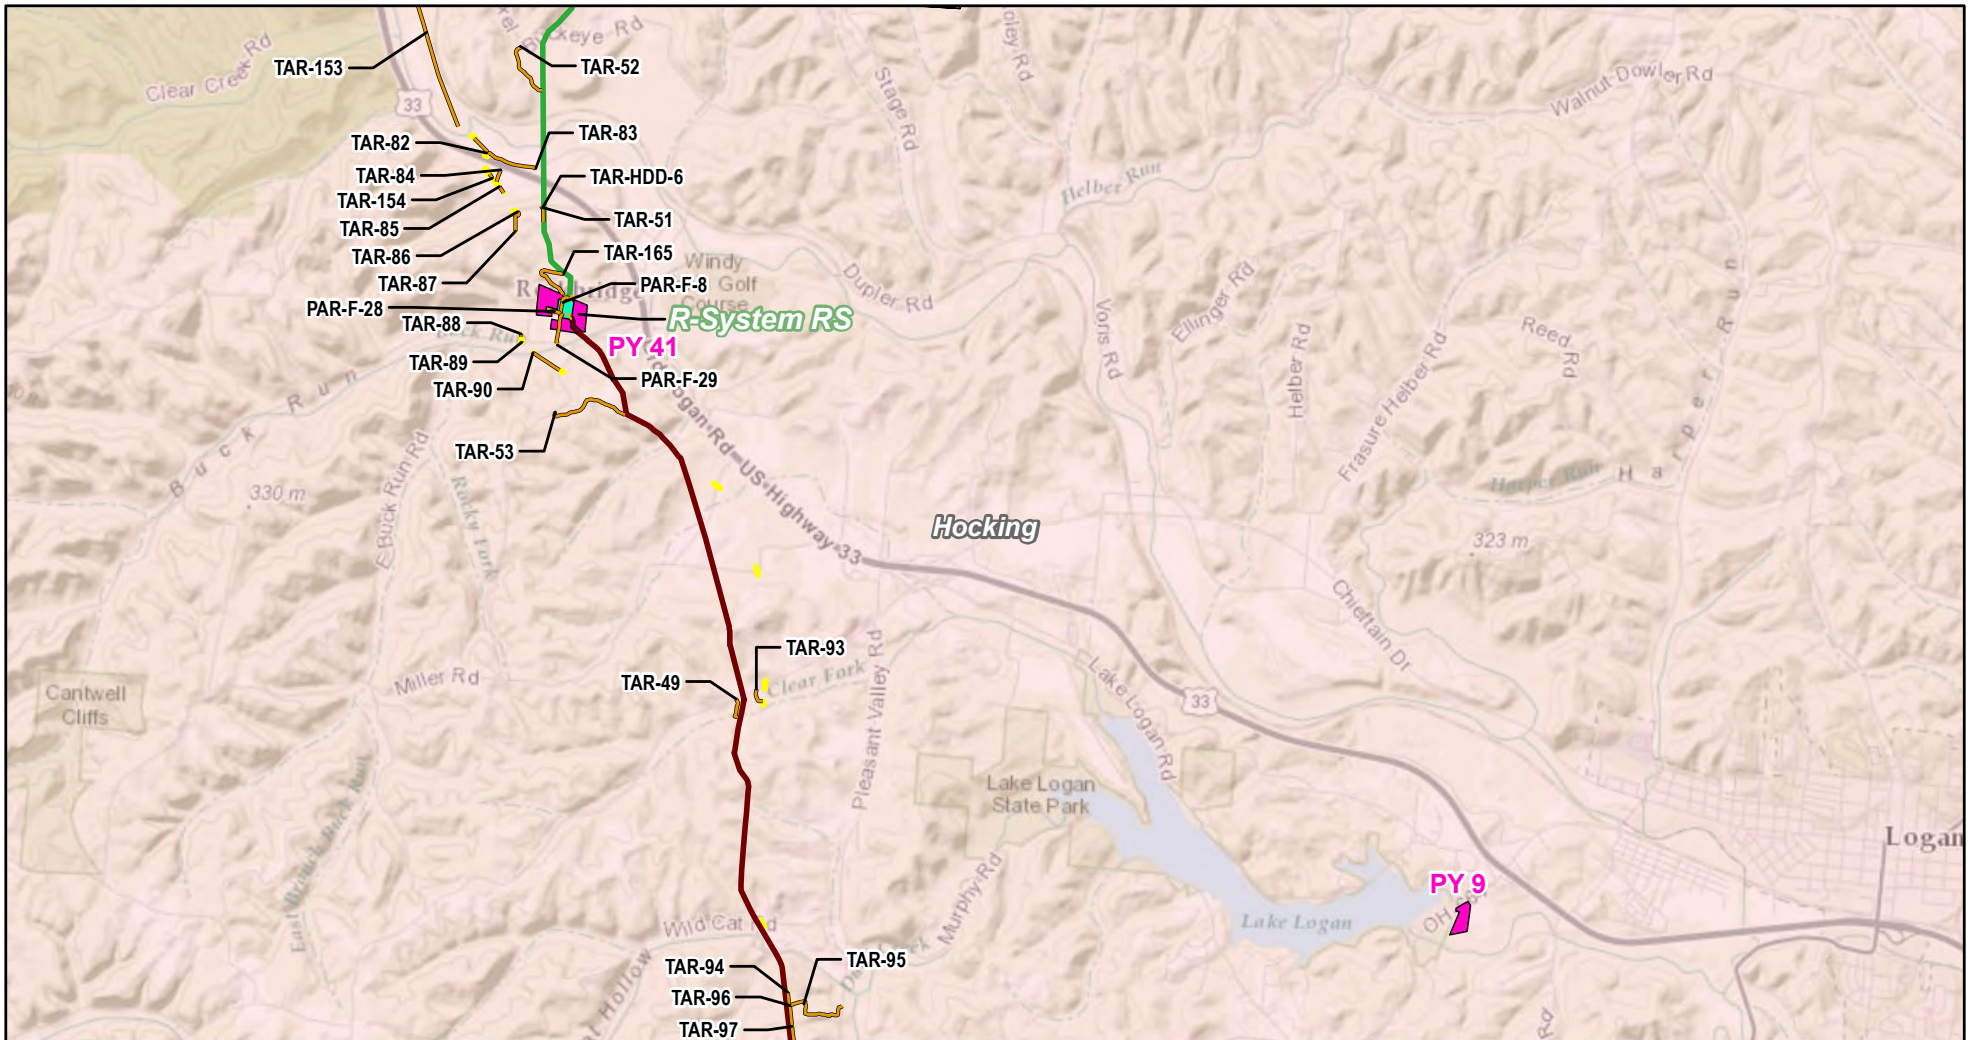 Buckeye Rd
TAR-153
TAR-52
Clear Creek Rd
Stage Rd
Walnut-Dowler Rd
33
TAR-82
TAR-83
TAR-84
TAR-154
TAR-HDD-6
TAR-85
TAR-51
TAR-86
TAR-165
TAR-87
Helber Run
Windy
Golf
Course
Dupler Rd
PAR-F-8
PAR-F-28
R-System RS
TAR-88
PY 41
TAR-89
TAR-90
PAR-F-29
TAR-53
Voris Rd
Ellinger Rd
Helber Rd
Frasure Helber Rd
Reed Rd
Harper Run
Harper Run
Buck Run
330 m
E Buck Run Rd
Rocky Fork
Logan-Rd-US-Highway-33
Hocking
323 m
Chieftain Dr
TAR-93
TAR-49
Clear Fork
Miller Rd
Pleasant Valley Rd
Cantwell
Cliffs
Lake Logan Rd
33
Lake Logan
State Park
East Branch Buck Run
Logan
PY 9
Lake Logan
Murphy Rd
Wild Cat Rd
TAR-94
TAR-95
TAR-96
TAR-97
Hollow
Creek
Rd